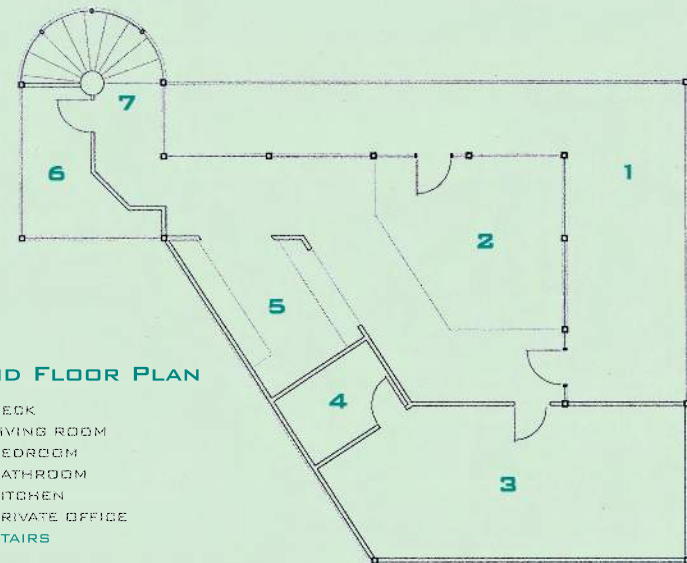 7
6
1
2
5
ND FLOOR PLAN
4
ECK
IVING ROOM
EDROOM
ATHROOM
ITCHEN
RIVATE OFFICE
TAIRS
3